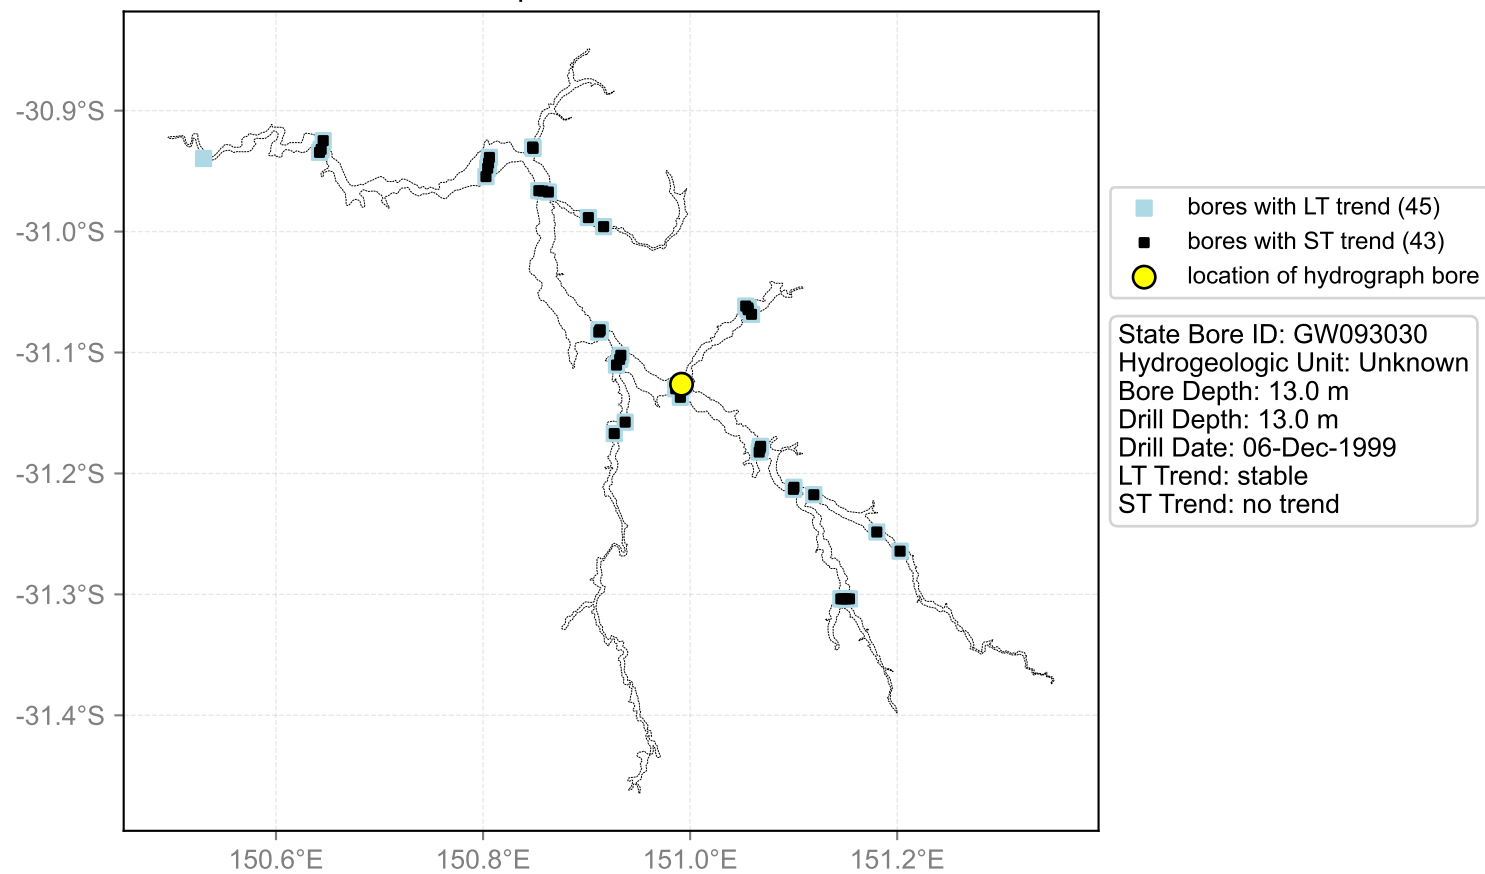 -30.9°S
-31.0°S
-31.1°S
-31.2°S
-31.3°S
-31.4°S
150.6°E
150.8°E
151.0°E
151.2°E
bores with LT trend (45)
bores with ST trend (43)
location of hydrograph bore
State Bore ID: GW093030
Hydrogeologic Unit: Unknown
Bore Depth: 13.0 m
Drill Depth: 13.0 m
Drill Date: 06-Dec-1999
LT Trend: stable
ST Trend: no trend